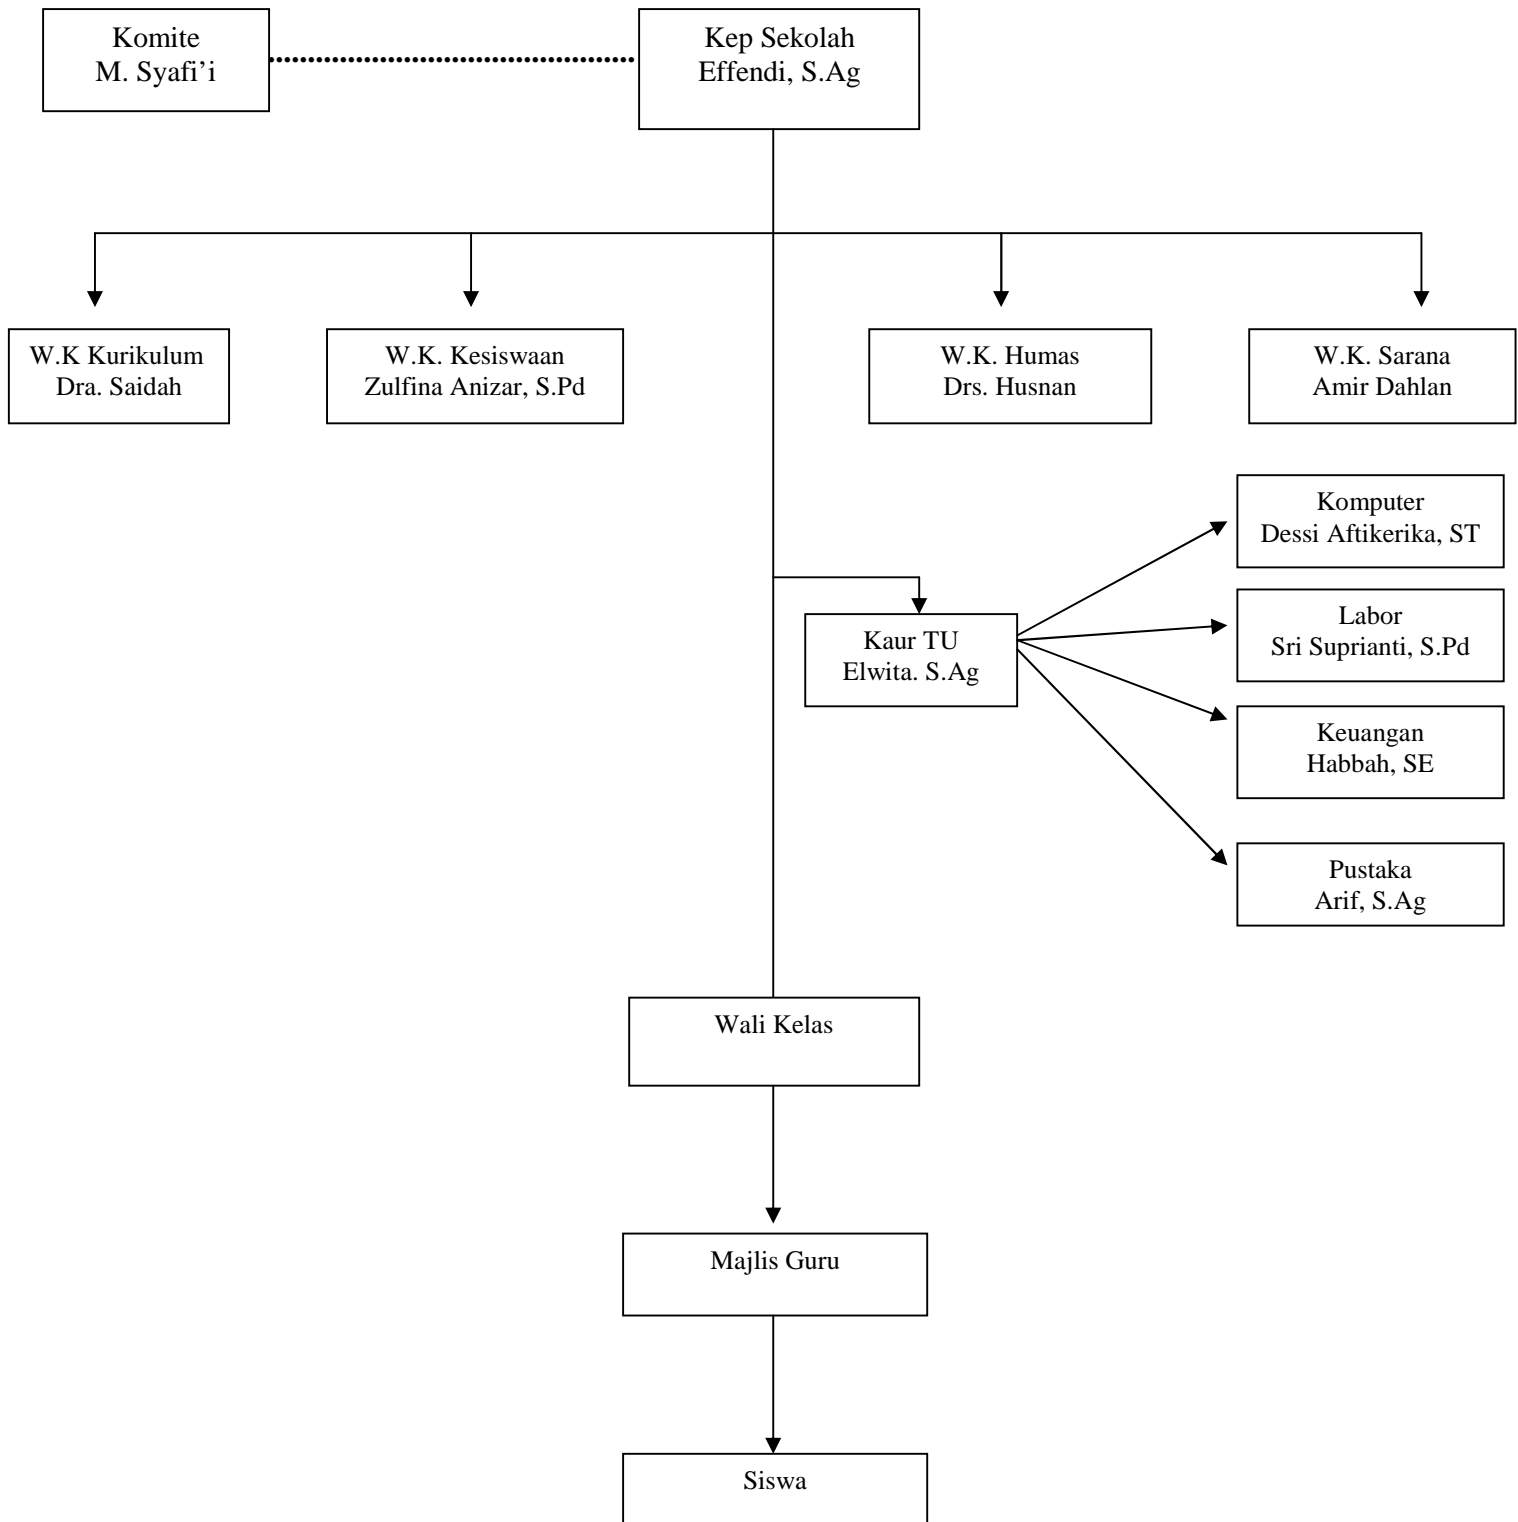 Komite
M. Syafi’i
Kep Sekolah
Effendi, S.Ag
W.K Kurikulum
Dra. Saidah
W.K. Kesiswaan
Zulfina Anizar, S.Pd
W.K. Humas
Drs. Husnan
W.K. Sarana
Amir Dahlan
Komputer
Dessi Aftikerika, ST
Kaur TU
Elwita. S.Ag
Labor
Sri Suprianti, S.Pd
Keuangan
Habbah, SE
Pustaka
Arif, S.Ag
Wali Kelas
Majlis Guru
Siswa